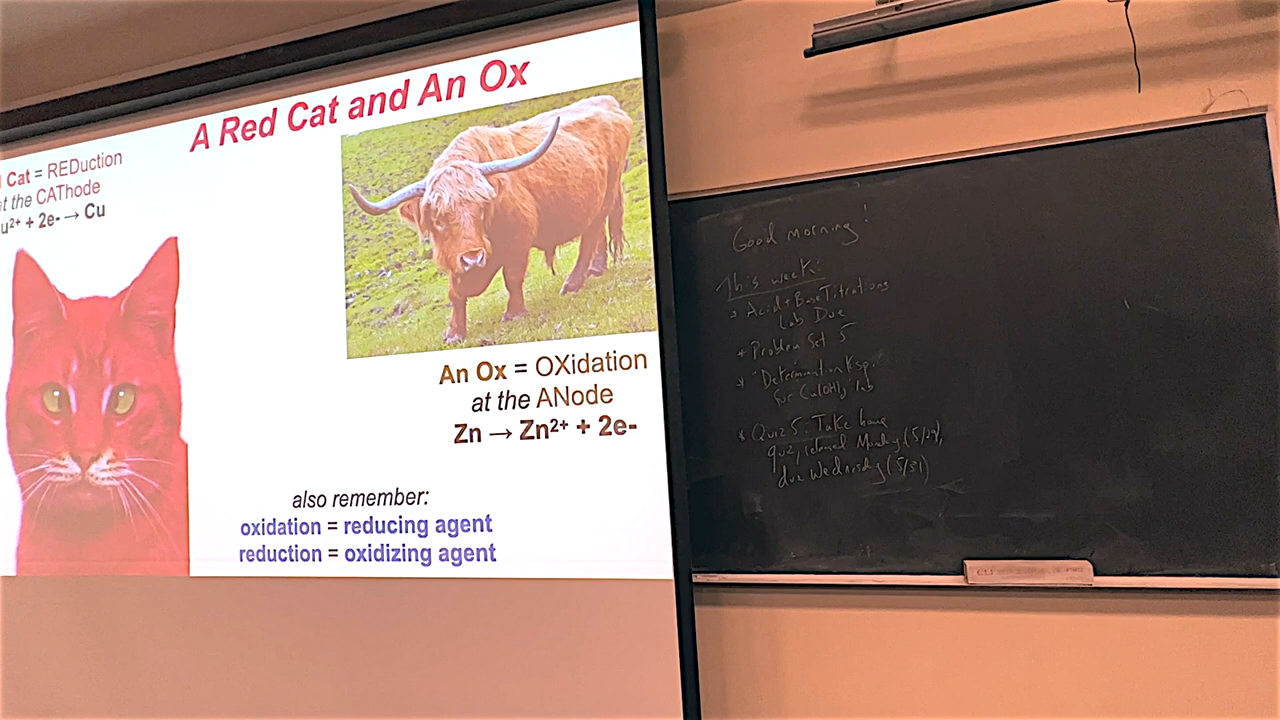 A Red Cat and An Ox
Cat = REDuction
at the CAThode
u²⁺ + 2e- → Cu
An Ox = OXidation
at the ANode
Zn → Zn²⁺ + 2e-
also remember:
oxidation = reducing agent
reduction = oxidizing agent
Good morning!
This week:
* Acid + Base Titrations
Lab Due
* Problem Set 5
* "Determination Ksp
for Ca(OH)₂" lab
* Quiz 5: Take home
released Monday (5/29),
due Wednesday (5/31)